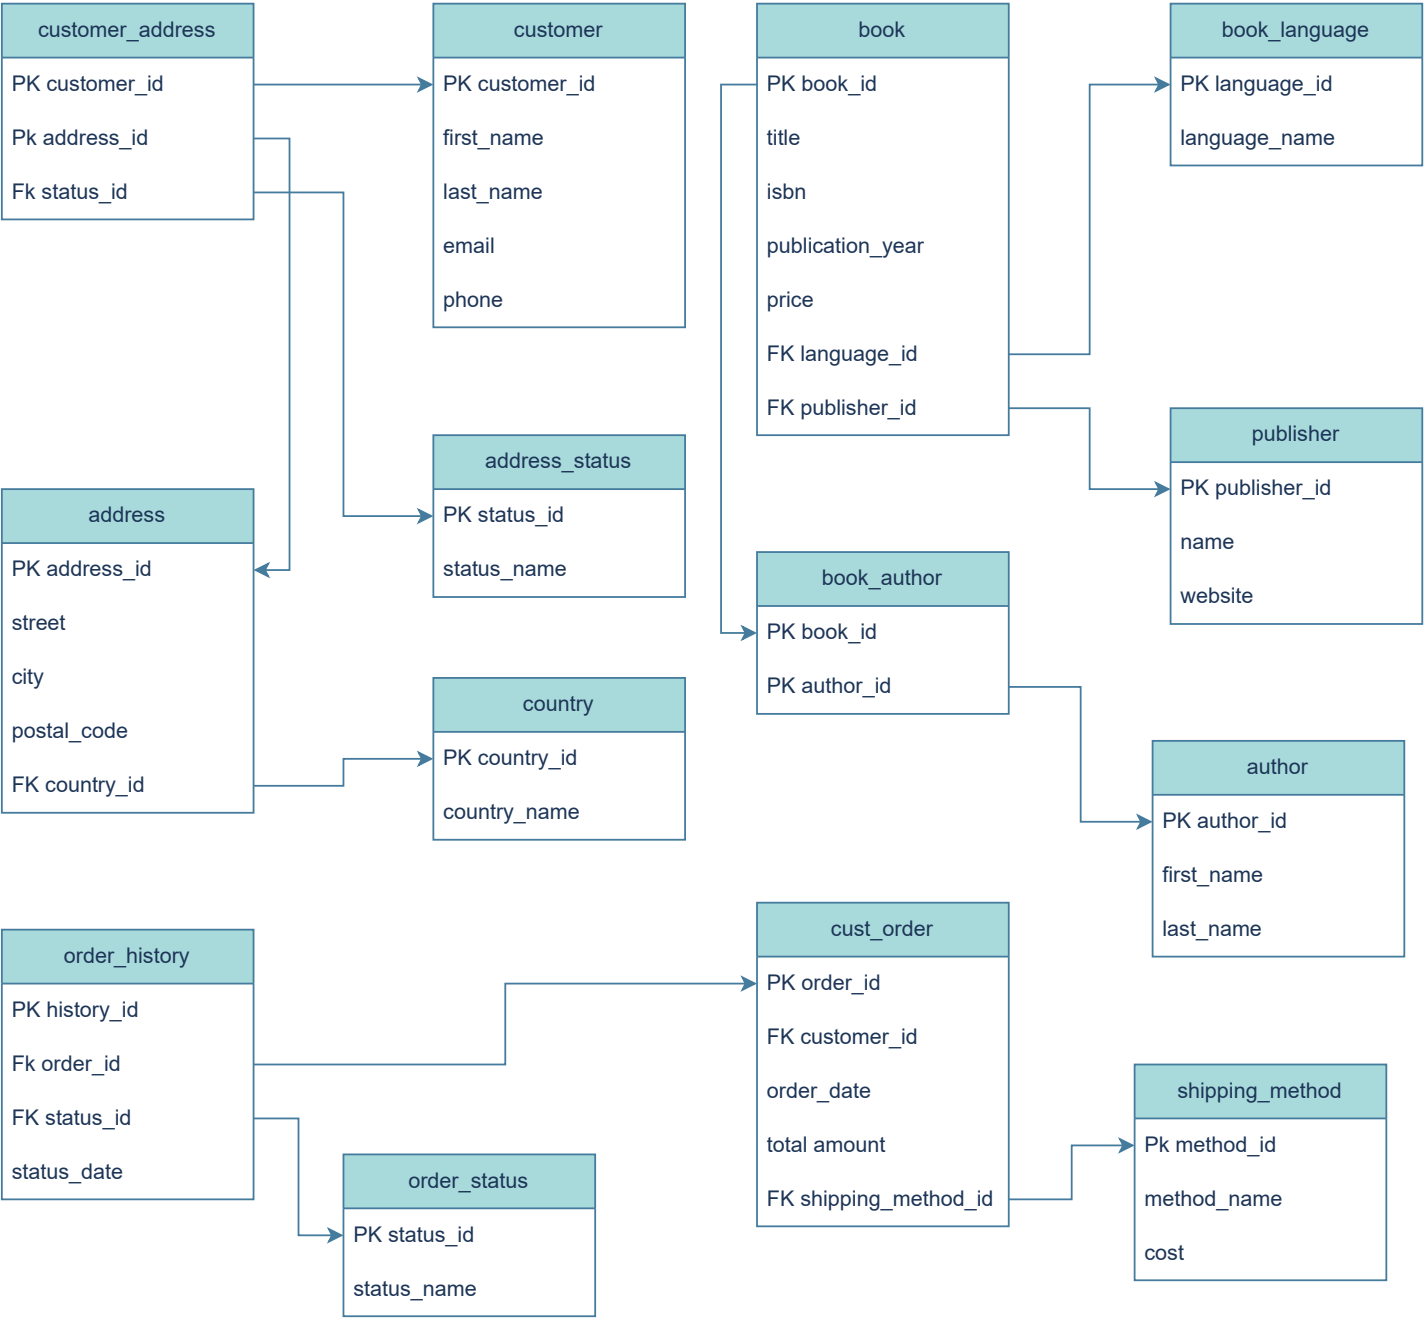 customer_address
PK customer_id
Pk address_id
Fk status_id
customer
PK customer_id
first_name
last_name
email
phone
book
PK book_id
title
isbn
publication_year
price
FK language_id
FK publisher_id
book_language
PK language_id
language_name
address_status
PK status_id
status_name
publisher
PK publisher_id
name
website
address
PK address_id
street
city
postal_code
FK country_id
book_author
PK book_id
PK author_id
country
PK country_id
country_name
author
PK author_id
first_name
last_name
order_history
PK history_id
Fk order_id
FK status_id
status_date
cust_order
PK order_id
FK customer_id
order_date
total amount
FK shipping_method_id
shipping_method
Pk method_id
method_name
cost
order_status
PK status_id
status_name